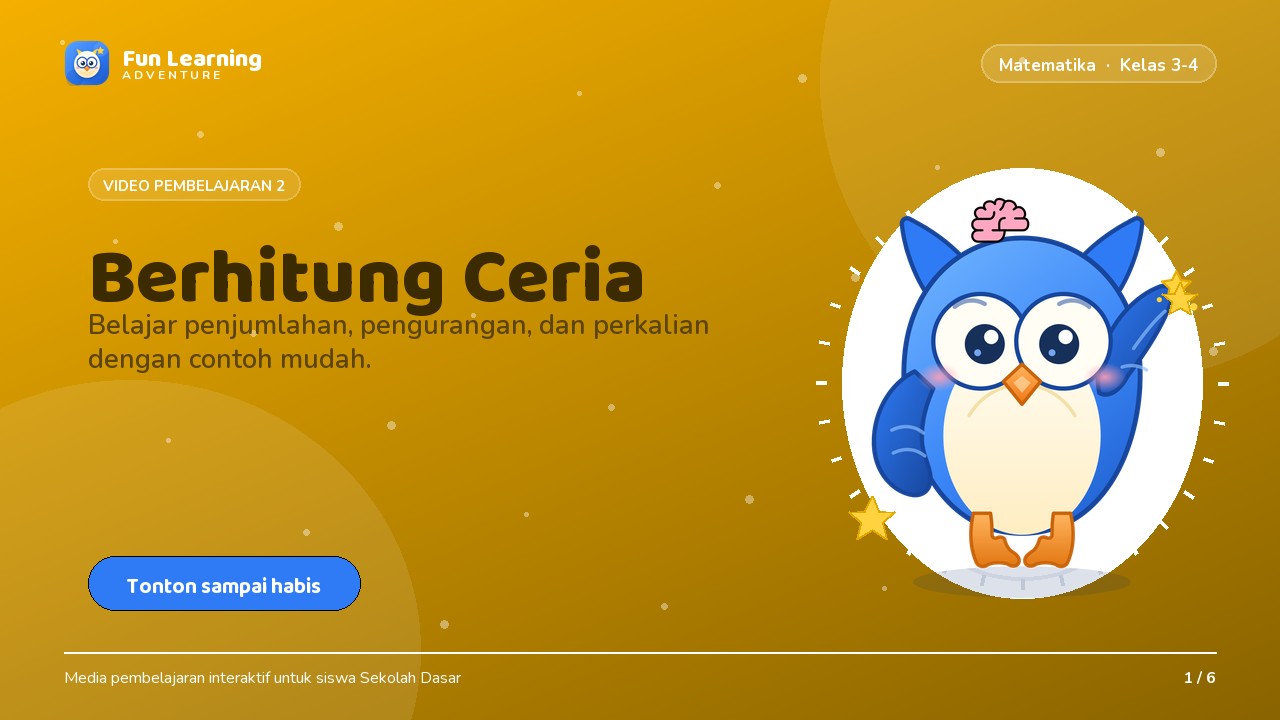 Fun Learning
ADVENTURE
Matematika · Kelas 3-4
VIDEO PEMBELAJARAN 2
Berhitung Ceria
Belajar penjumlahan, pengurangan, dan perkalian
dengan contoh mudah.
Tonton sampai habis
Media pembelajaran interaktif untuk siswa Sekolah Dasar
1 / 6